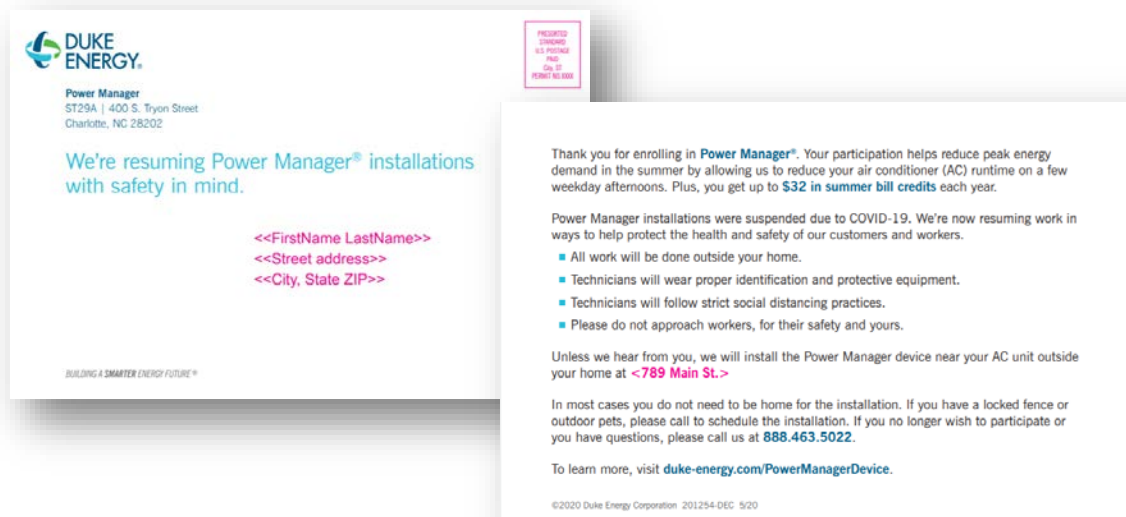 DUKE
ENERGY®
PRESORTED
STANDARD
U.S. POSTAGE
PAID
City, ST
PERMIT NO.
Power Manager
ST29A | 400 S. Tryon Street
Charlotte, NC 28202
We're resuming Power Manager® installations
with safety in mind.
<<FirstName LastName>>
<<Street address>>
<<City, State ZIP>>
BUILDING A SMARTER ENERGY FUTURE®
Thank you for enrolling in Power Manager®. Your participation helps reduce peak energy
demand in the summer by allowing us to reduce your air conditioner (AC) runtime on a few
weekday afternoons. Plus, you get up to $32 in summer bill credits each year.
Power Manager installations were suspended due to COVID-19. We're now resuming work in
ways to help protect the health and safety of our customers and workers.
■ All work will be done outside your home.
■ Technicians will wear proper identification and protective equipment.
■ Technicians will follow strict social distancing practices.
■ Please do not approach workers, for their safety and yours.
Unless we hear from you, we will install the Power Manager device near your AC unit outside
your home at <789 Main St.>
In most cases you do not need to be home for the installation. If you have a locked fence or
outdoor pets, please call to schedule the installation. If you no longer wish to participate or
you have questions, please call us at 888.463.5022.
To learn more, visit duke-energy.com/PowerManagerDevice.
©2020 Duke Energy Corporation 201254-DEC 5/20